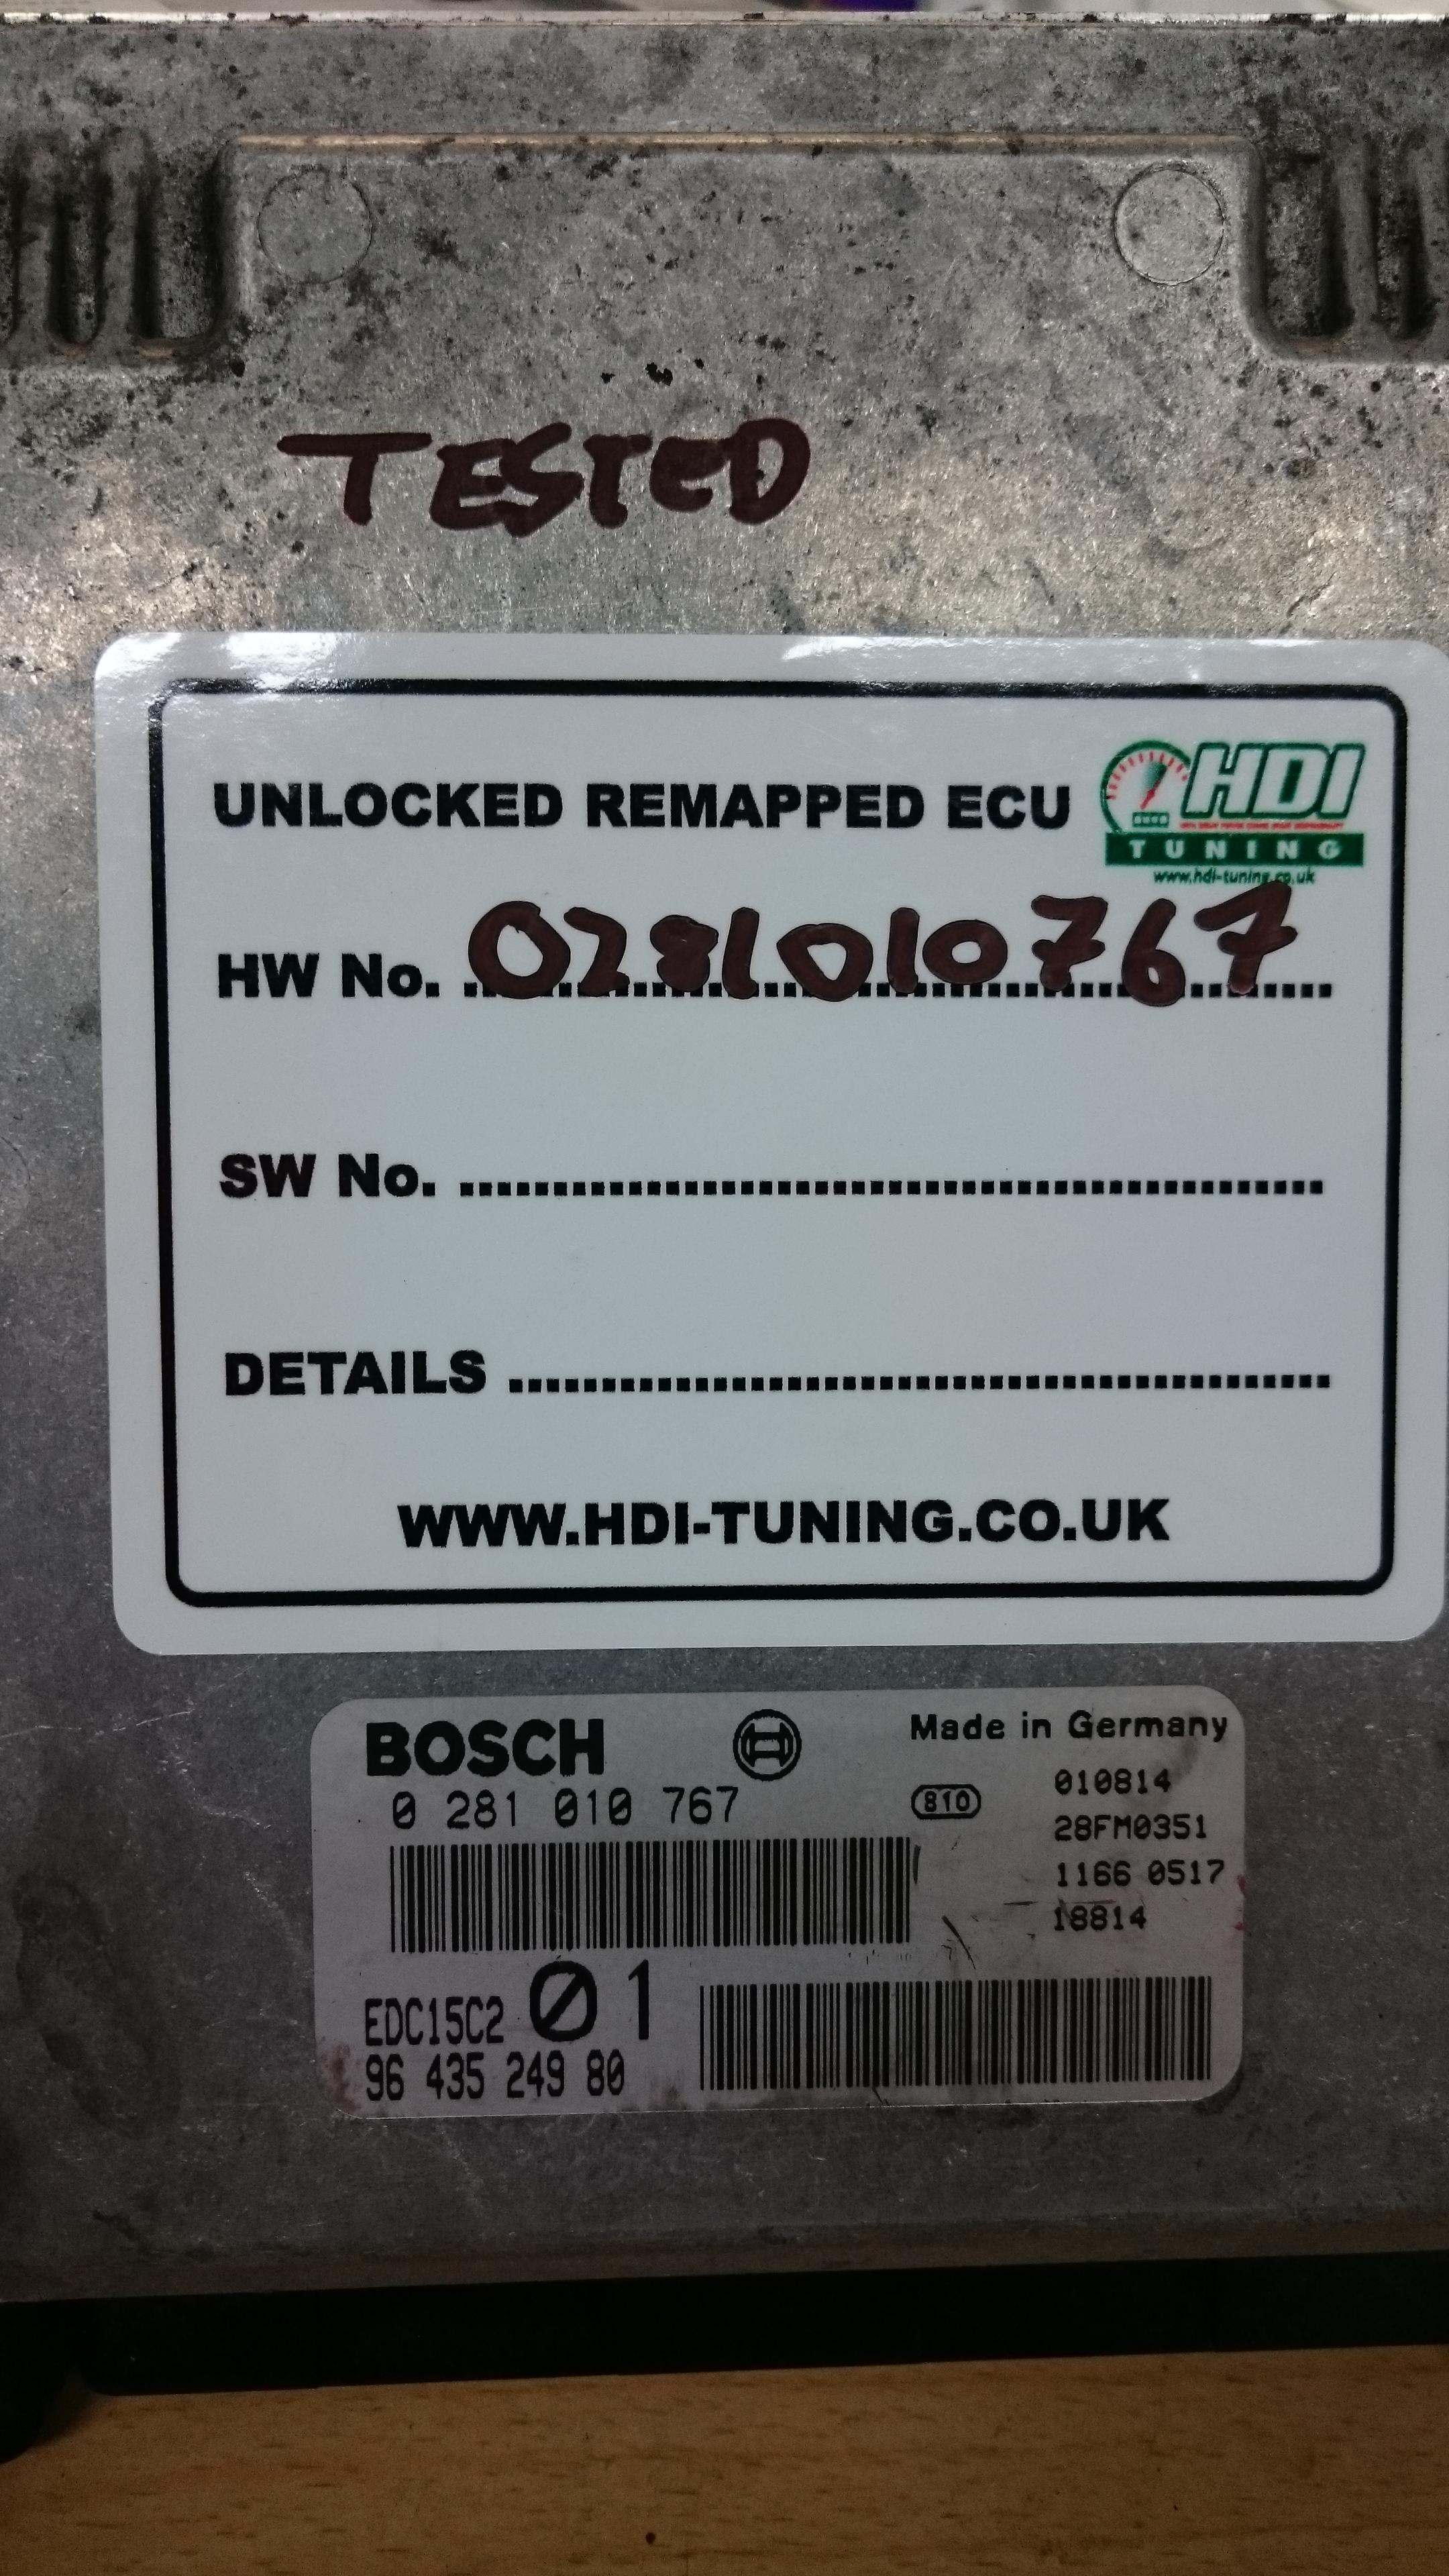 TESTED
UNLOCKED REMAPPED ECU
HDI
TUNING
www.hdi-tuning.co.uk
HW No. 0281010767
SW No. ........................................
DETAILS ........................................
WWW.HDI-TUNING.CO.UK
BOSCH
Made in Germany
0 281 010 767
810
010814
28FM0351
1166 0517
18814
EDC15C2 01
96 435 249 80